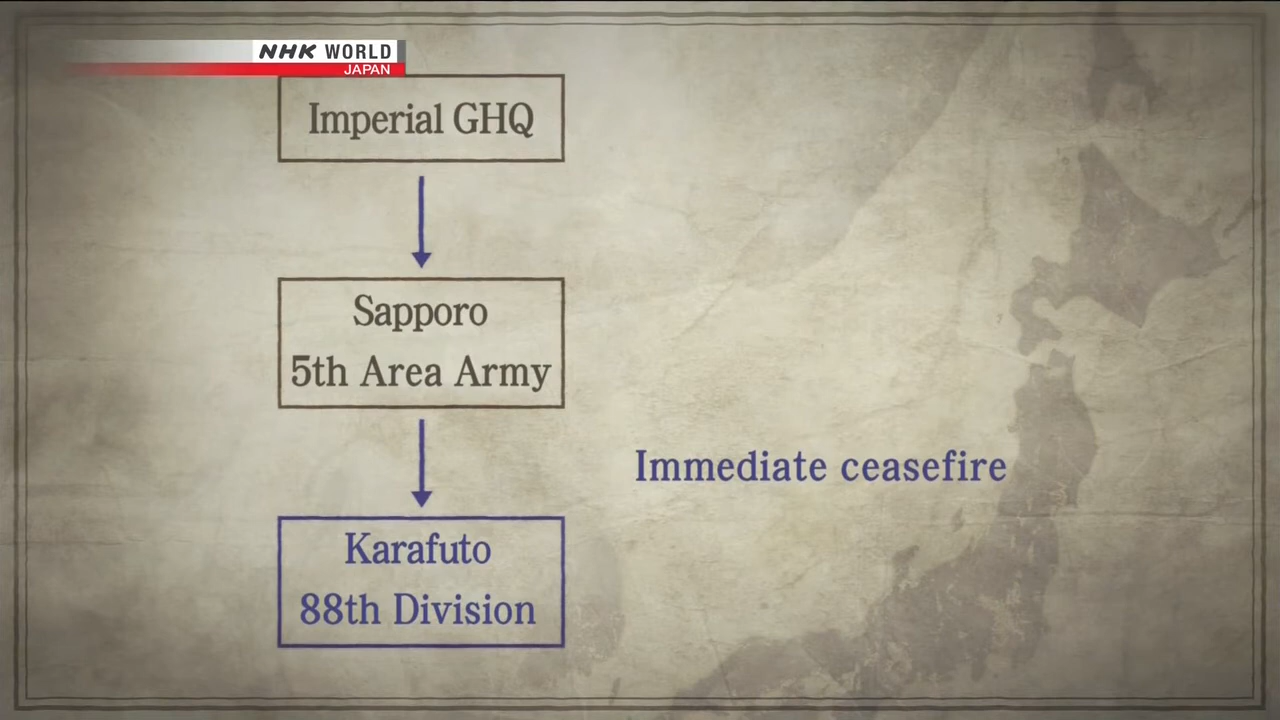 NHK WORLD
JAPAN
Imperial GHQ
Sapporo
5th Area Army
Immediate ceasefire
Karafuto
88th Division